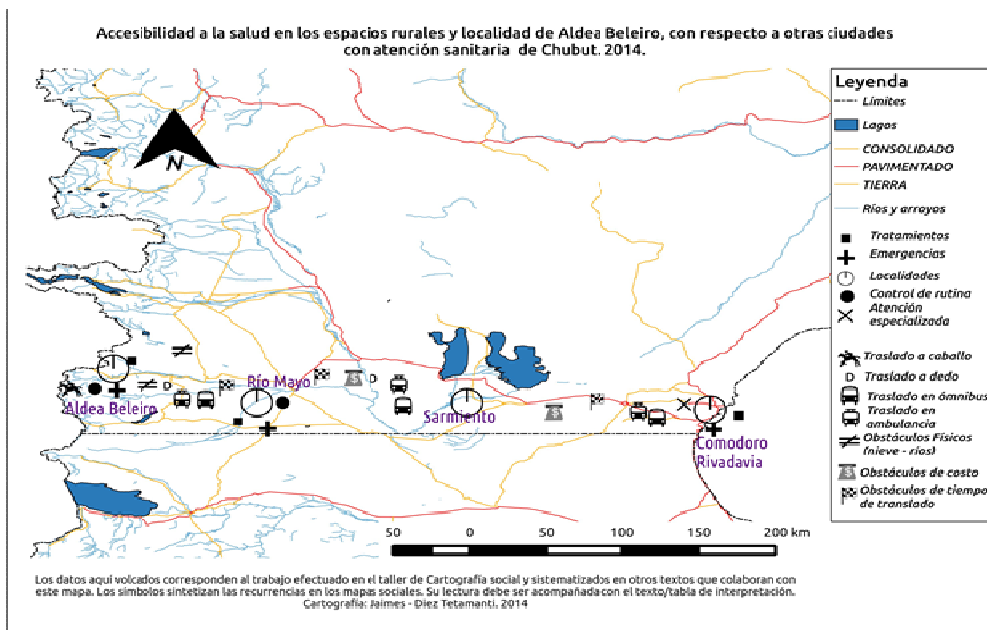 Accesibilidad a la salud en los espacios rurales y localidad de Aldea Beleiro, con respecto a otras ciudades
con atención sanitaria de Chubut. 2014.
Leyenda
Límites
Lagos
CONSOLIDADO
PAVIMENTADO
TIERRA
Ríos y arroyos
Tratamientos
Emergencias
Localidades
Control de rutina
Atención
especializada
Traslado a caballo
D Traslado a dedo
Traslado en ómnibus
Traslado en
ambulancia
Obstáculos Físicos
(nieve - ríos)
Obstáculos de costo
Obstáculos de tiempo
de translado
N
Aldea Beleiro
D
Río Mayo
D
Sarmiento
Comodoro
Rivadavia
50 0 50 100 150 200 km
Los datos aquí volcados corresponden al trabajo efectuado en el taller de Cartografía social y sistematizados en otros textos que colaboran con
este mapa. Los símbolos sintetizan las recurrencias en los mapas sociales. Su lectura debe ser acompañada con el texto/tabla de interpretación.
Cartografía: Jaimes - Díez Tetamanti. 2014